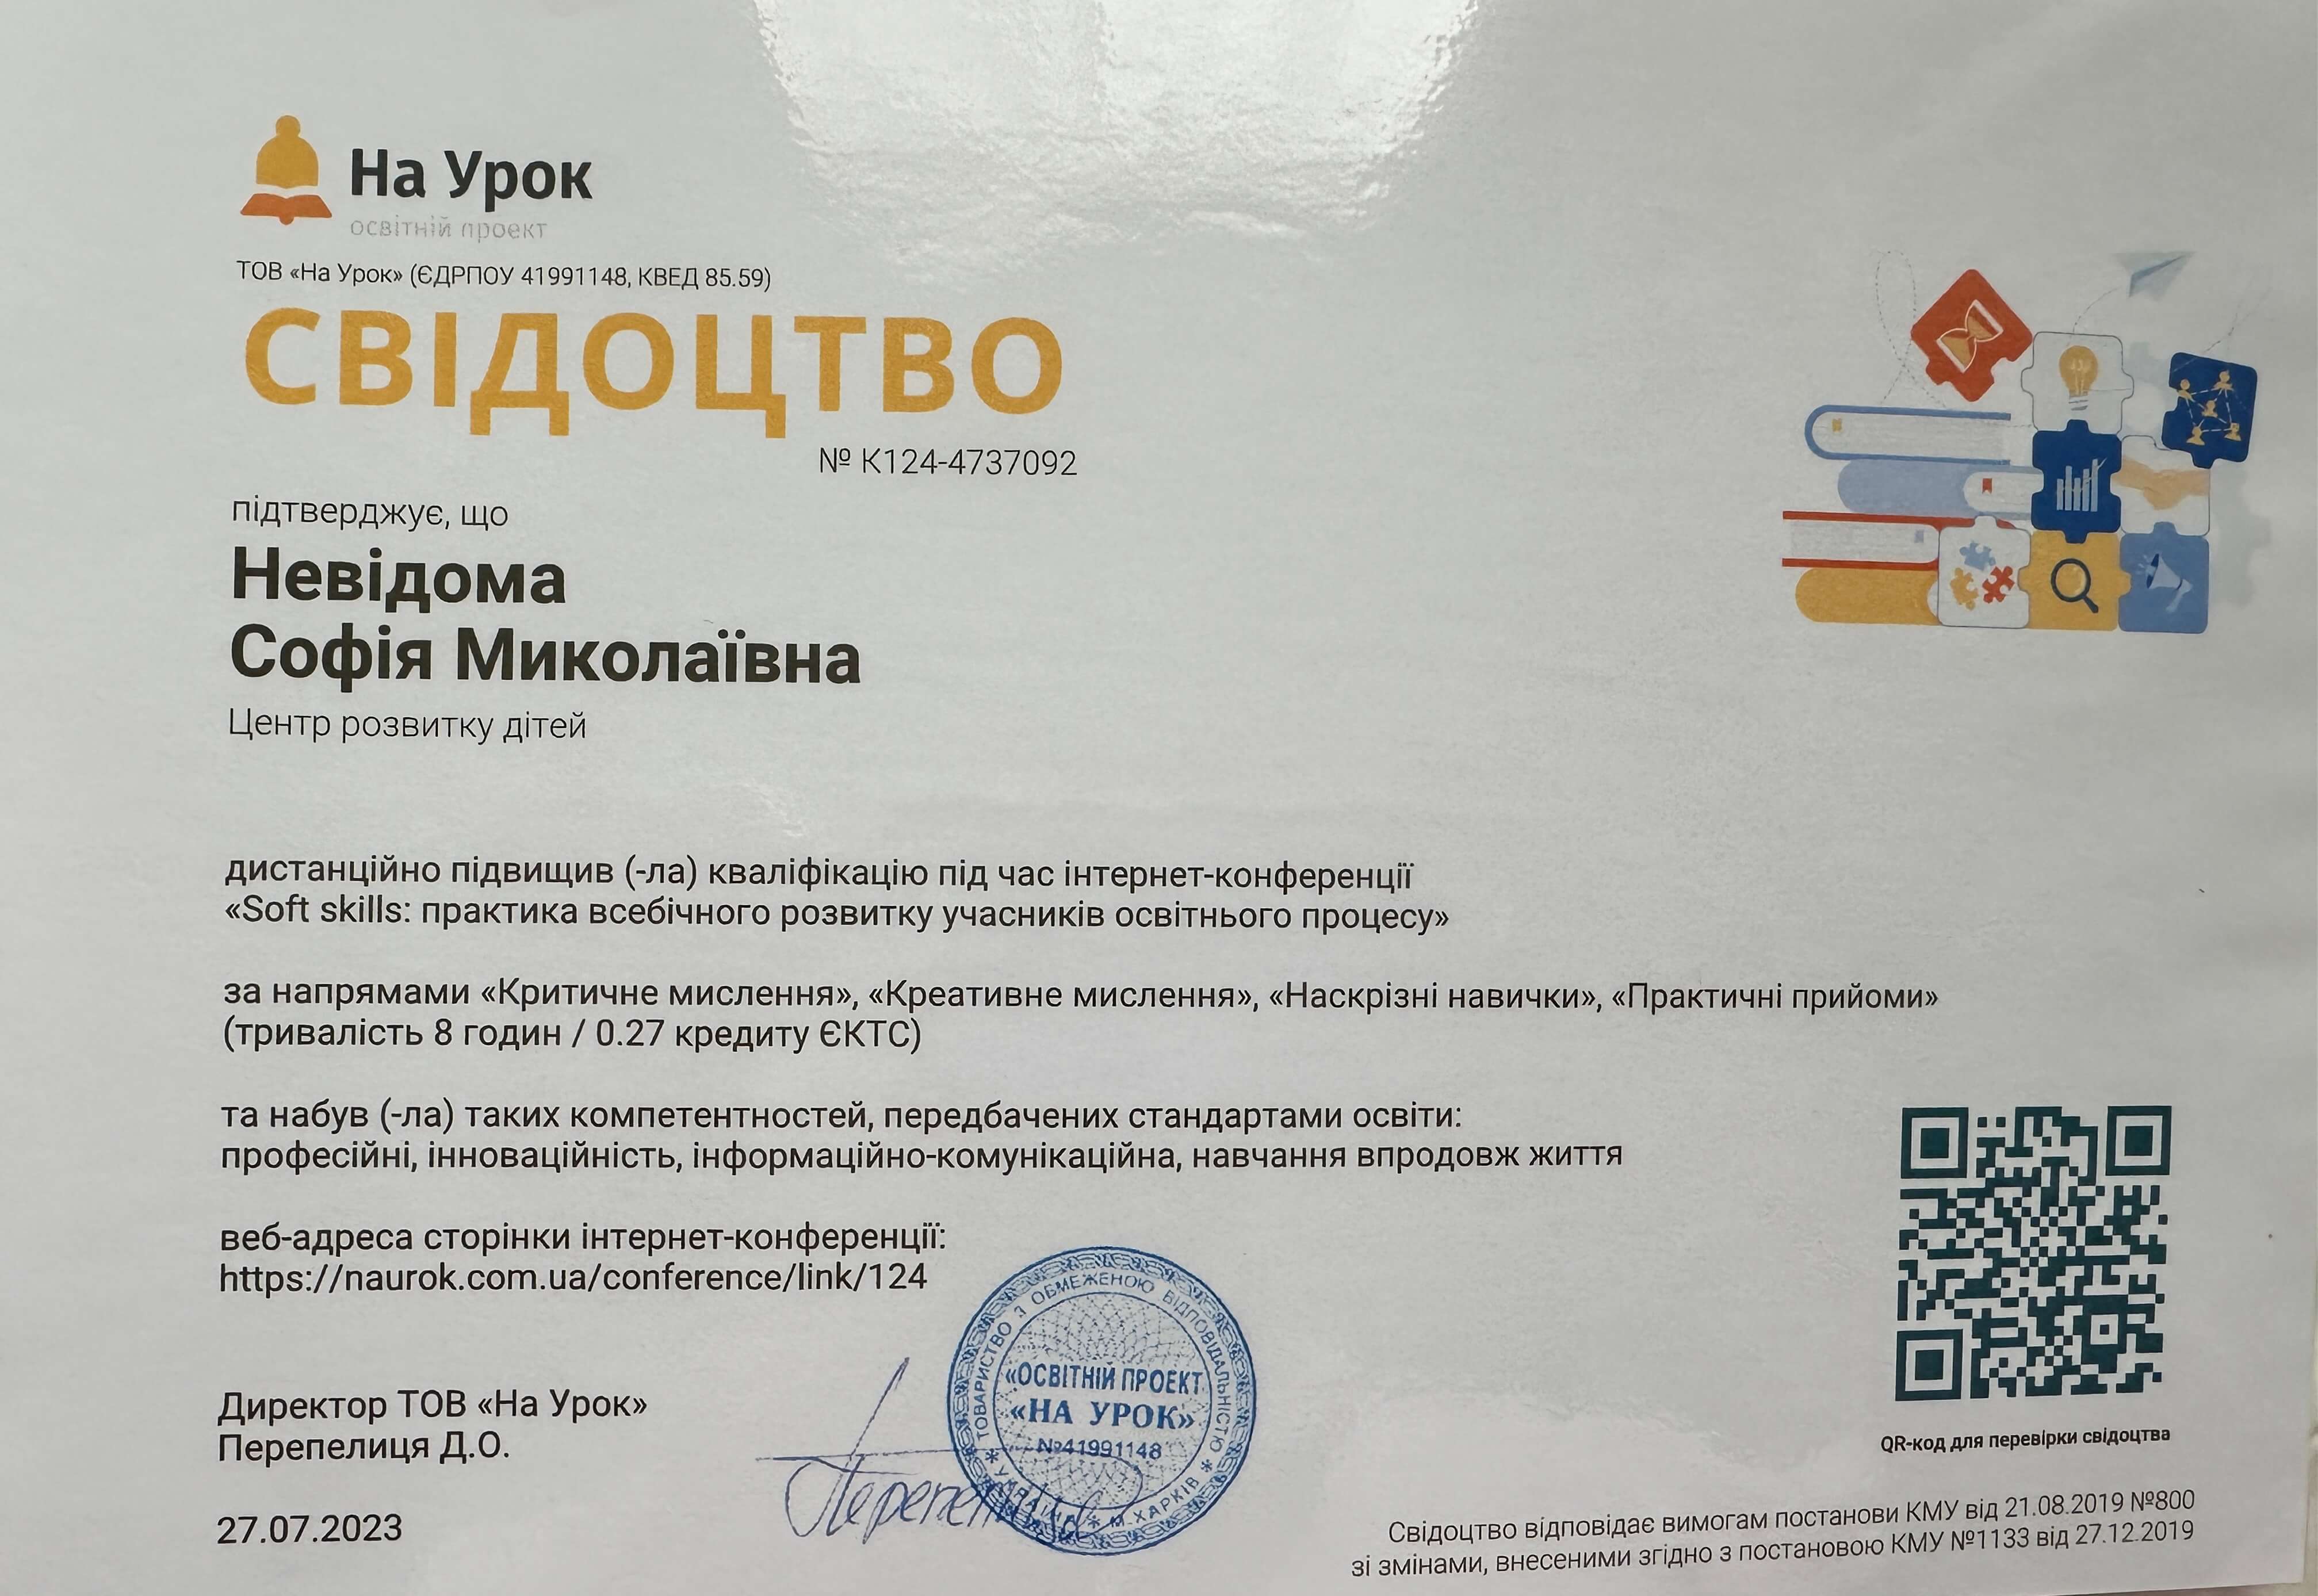 На Урок
освітній проект
ТОВ «На Урок» (ЄДРПОУ 41991148, КВЕД 85.59)
СВІДОЦТВО
№ К124-4737092
підтверджує, що
Невідома
Софія Миколаївна
Центр розвитку дітей
дистанційно підвищив (-ла) кваліфікацію під час інтернет-конференції
«Soft skills: практика всебічного розвитку учасників освітнього процесу»
за напрямами «Критичне мислення», «Креативне мислення», «Наскрізні навички», «Практичні прийоми»
(тривалість 8 годин / 0.27 кредиту ЄКТС)
та набув (-ла) таких компетентностей, передбачених стандартами освіти:
професійні, інноваційність, інформаційно-комунікаційна, навчання впродовж життя
веб-адреса сторінки інтернет-конференції:
https://naurok.com.ua/conference/link/124
Директор ТОВ «На Урок»
Перепелиця Д.О.
27.07.2023
ТОВАРИСТВО З ОБМЕЖЕНОЮ ВІДПОВІДАЛЬНІСТЮ
«ОСВІТНІЙ ПРОЕКТ
«НА УРОК»
№41991148
* УКРАЇНА * М.ХАРКІВ *
Перепелиця
QR-код для перевірки свідоцтва
Свідоцтво відповідає вимогам постанови КМУ від 21.08.2019 №800
зі змінами, внесеними згідно з постановою КМУ №1133 від 27.12.2019